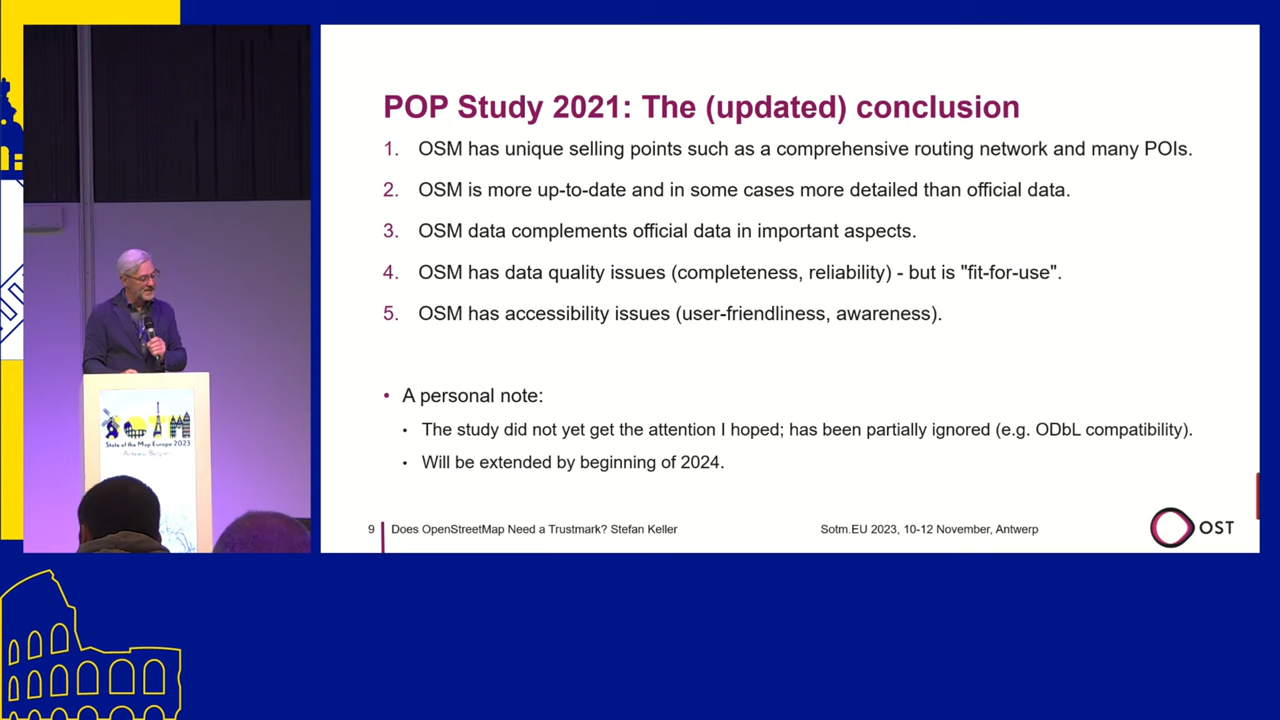 POP Study 2021: The (updated) conclusion
1. OSM has unique selling points such as a comprehensive routing network and many POIs.
2. OSM is more up-to-date and in some cases more detailed than official data.
3. OSM data complements official data in important aspects.
4. OSM has data quality issues (completeness, reliability) - but is "fit-for-use".
5. OSM has accessibility issues (user-friendliness, awareness).
• A personal note:
• The study did not yet get the attention I hoped; has been partially ignored (e.g. ODbL compatibility).
• Will be extended by beginning of 2024.
9 Does OpenStreetMap Need a Trustmark? Stefan Keller
Sotm.EU 2023, 10-12 November, Antwerp
OST
SOTM
State of the Map Europe 2023
Antwerp Belgium